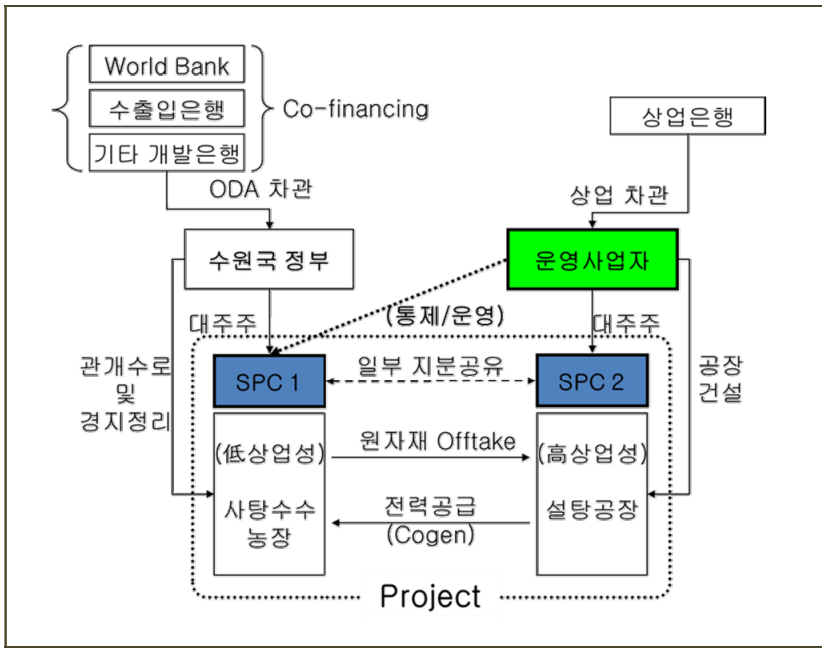 World Bank
수출입은행
기타 개발은행
Co-financing
상업은행
ODA 차관
상업 차관
수원국 정부
운영사업자
대주주
(통제/운영)
대주주
관개수로
및
경지정리
SPC 1
일부 지분공유
SPC 2
공장
건설
(低상업성)
사탕수수
농장
원자재 Offtake
전력공급
(Cogen)
(高상업성)
설탕공장
Project